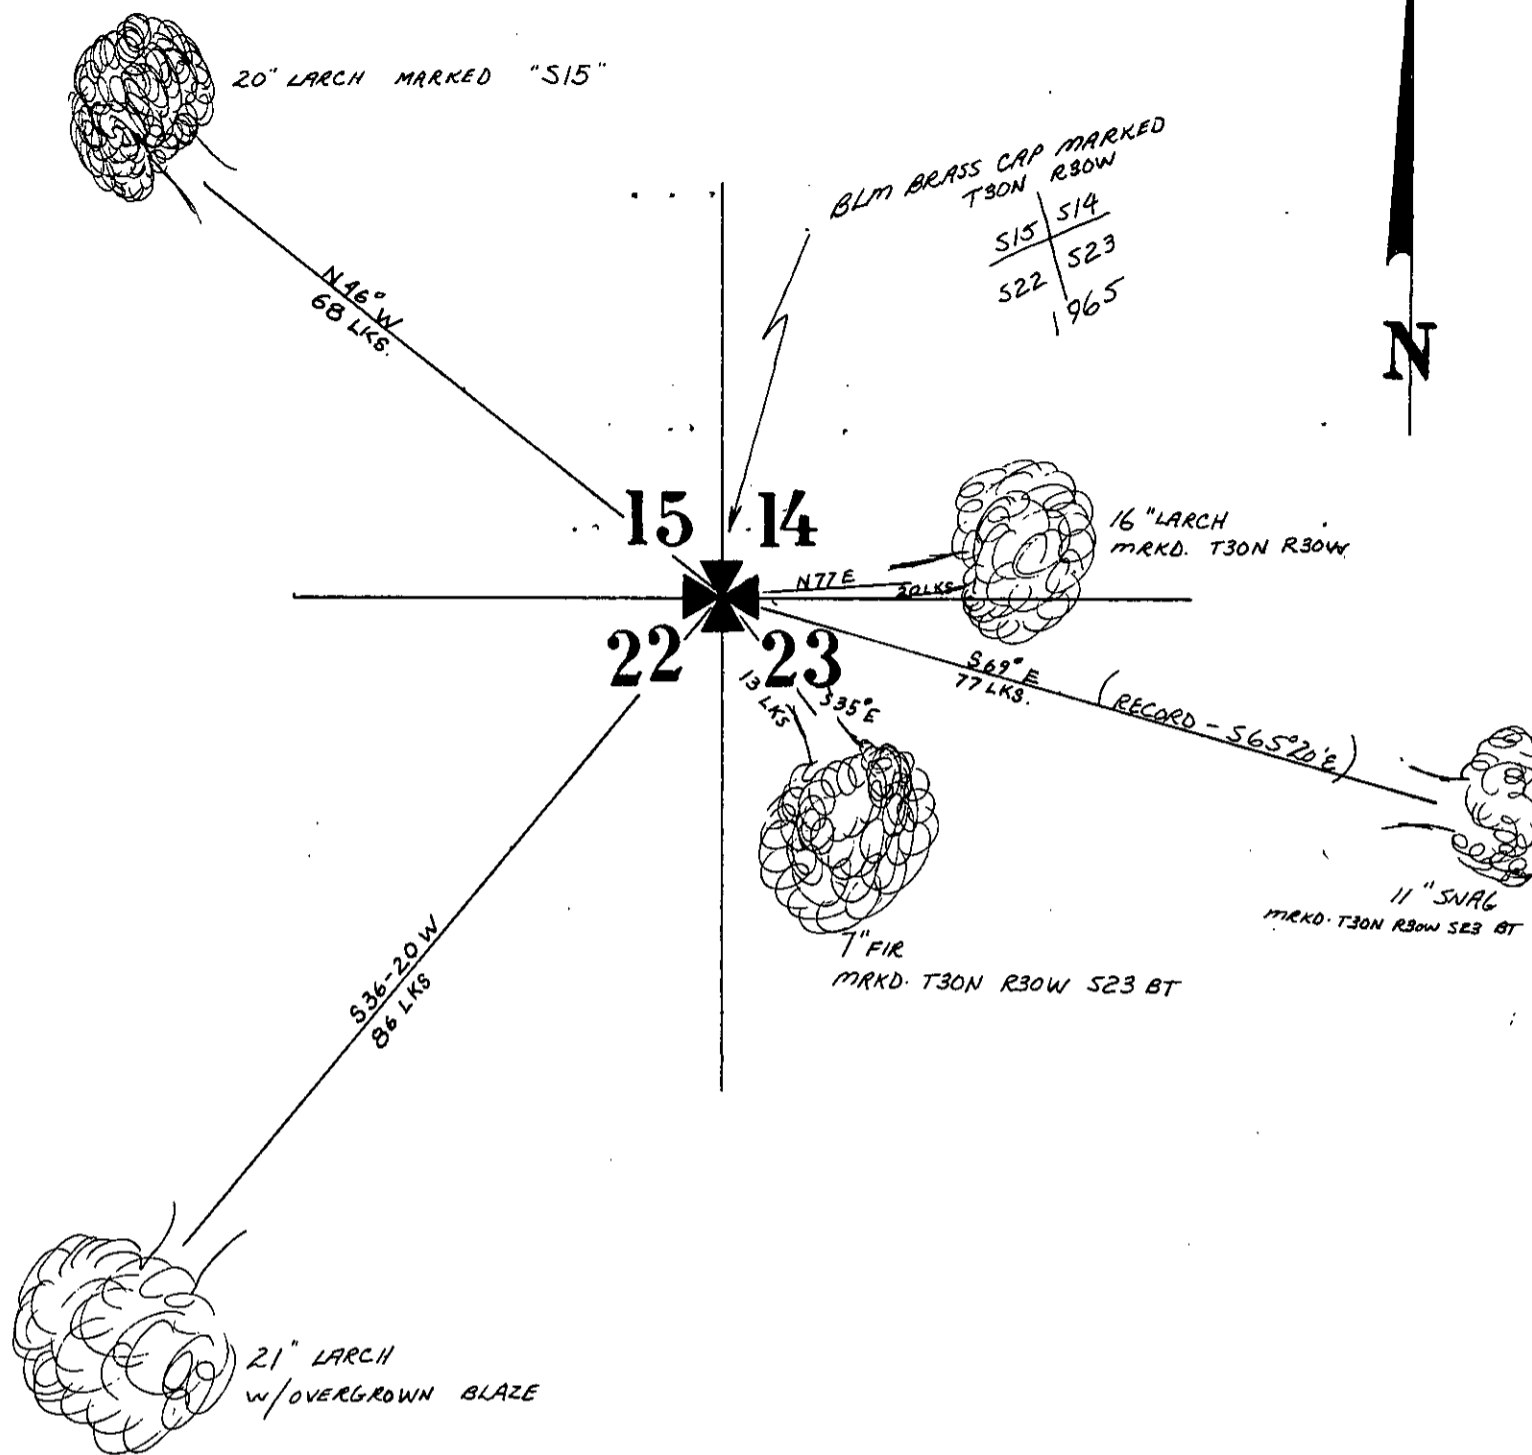 20" LARCH MARKED "S15"
BLM BRASS CAP MARKED
T30N R30W
S15 S14
S22 S23
1965
N
N46° W
68 LKS.
15 14
16" LARCH
MRKD. T30N R30W
N77E
20LKS
22 23
13 LKS
S35°E
S69° E
77 LKS.
(RECORD - S65°20'E)
11" SNAG
MRKD. T30N R30W S23 BT
7" FIR
MRKD. T30N R30W S23 BT
S36-20 W
86 LKS
21" LARCH
W/OVERGROWN BLAZE